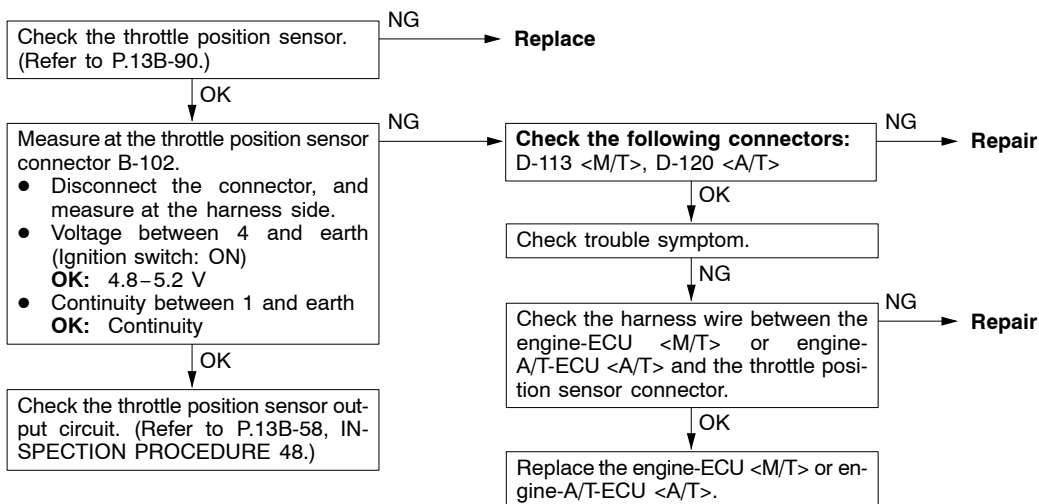 Check the throttle position sensor.
(Refer to P.13B-90.)
NG
Replace
OK
Measure at the throttle position sensor
connector B-102.
● Disconnect the connector, and
measure at the harness side.
● Voltage between 4 and earth
(Ignition switch: ON)
OK: 4.8–5.2 V
● Continuity between 1 and earth
OK: Continuity
NG
Check the following connectors:
D-113 <M/T>, D-120 <A/T>
NG
Repair
OK
Check trouble symptom.
NG
Check the harness wire between the
engine-ECU <M/T> or engine-
A/T-ECU <A/T> and the throttle posi-
tion sensor connector.
NG
Repair
OK
Replace the engine-ECU <M/T> or en-
gine-A/T-ECU <A/T>.
OK
Check the throttle position sensor out-
put circuit. (Refer to P.13B-58, IN-
SPECTION PROCEDURE 48.)